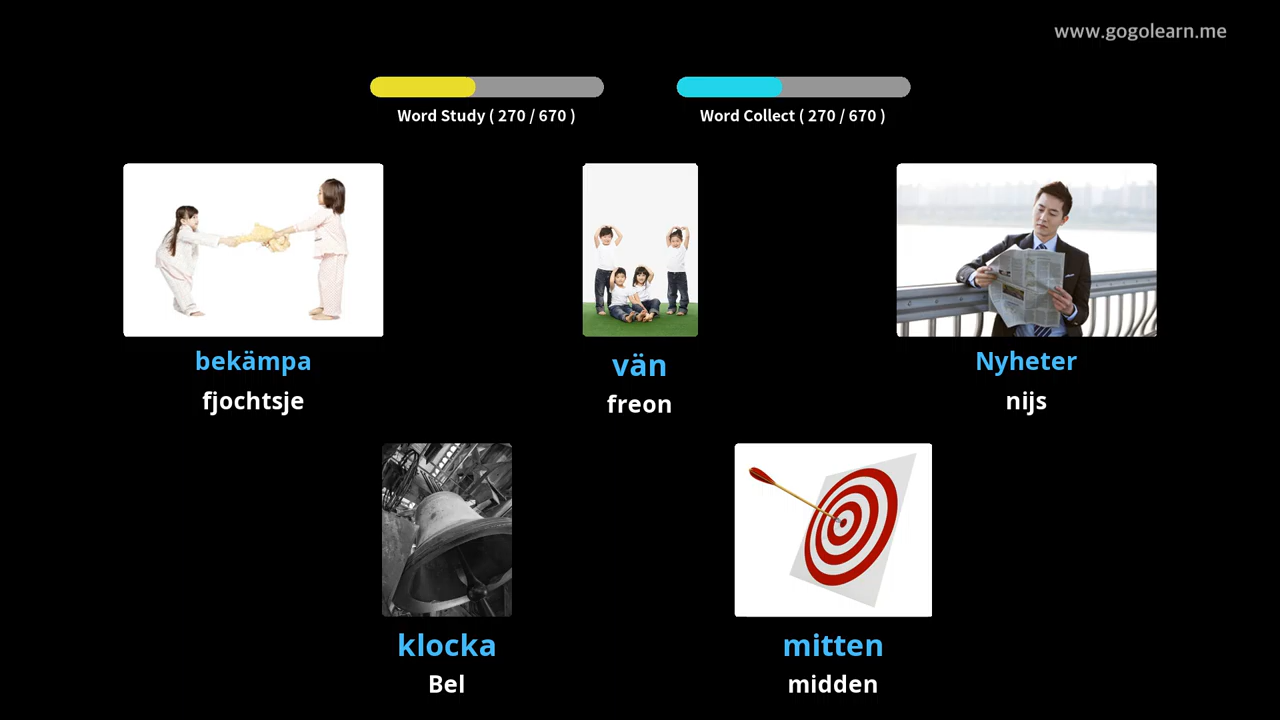 www.gogolearn.me
Word Study ( 270 / 670 )
Word Collect ( 270 / 670 )
bekämpa
fjochtsje
vän
freon
Nyheter
nijs
klocka
Bel
mitten
midden